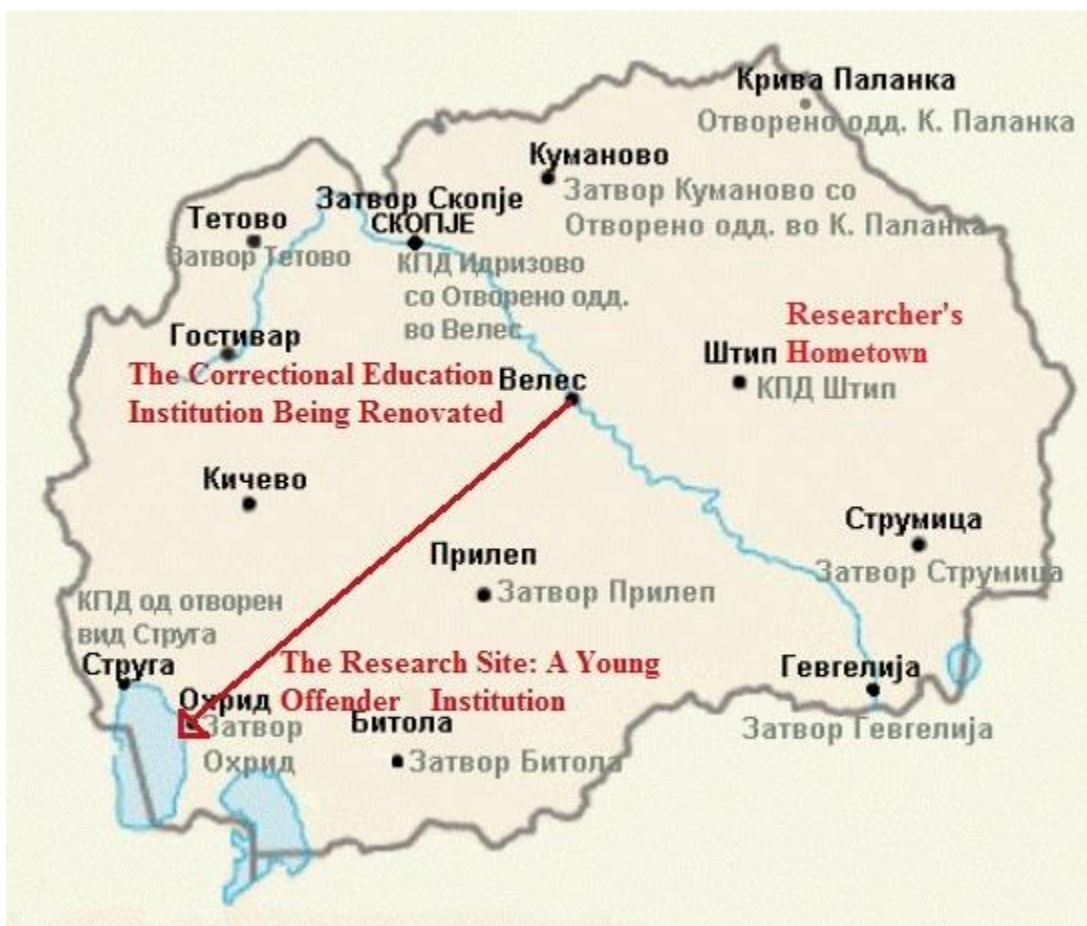 Крива Паланка
Отворено одд. К. Паланка
Куманово
Затвор Куманово со
Отворено одд. во К. Паланка
Затвор Скопје
СКОПЈЕ
КПД Идризово
со Отворено одд.
во Велес
Тетово
Затвор Тетово
Гостивар
The Correctional Education
Institution Being Renovated
Велес
Researcher's
Hometown
Штип
КПД Штип
Кичево
Струмица
Затвор Струмица
Прилеп
Затвор Прилеп
КПД од отворен
вид Струга
Струга
The Research Site: A Young
Offender Institution
Охрид
Затвор
Охрид
Битола
Затвор Битола
Гевгелија
Затвор Гевгелија